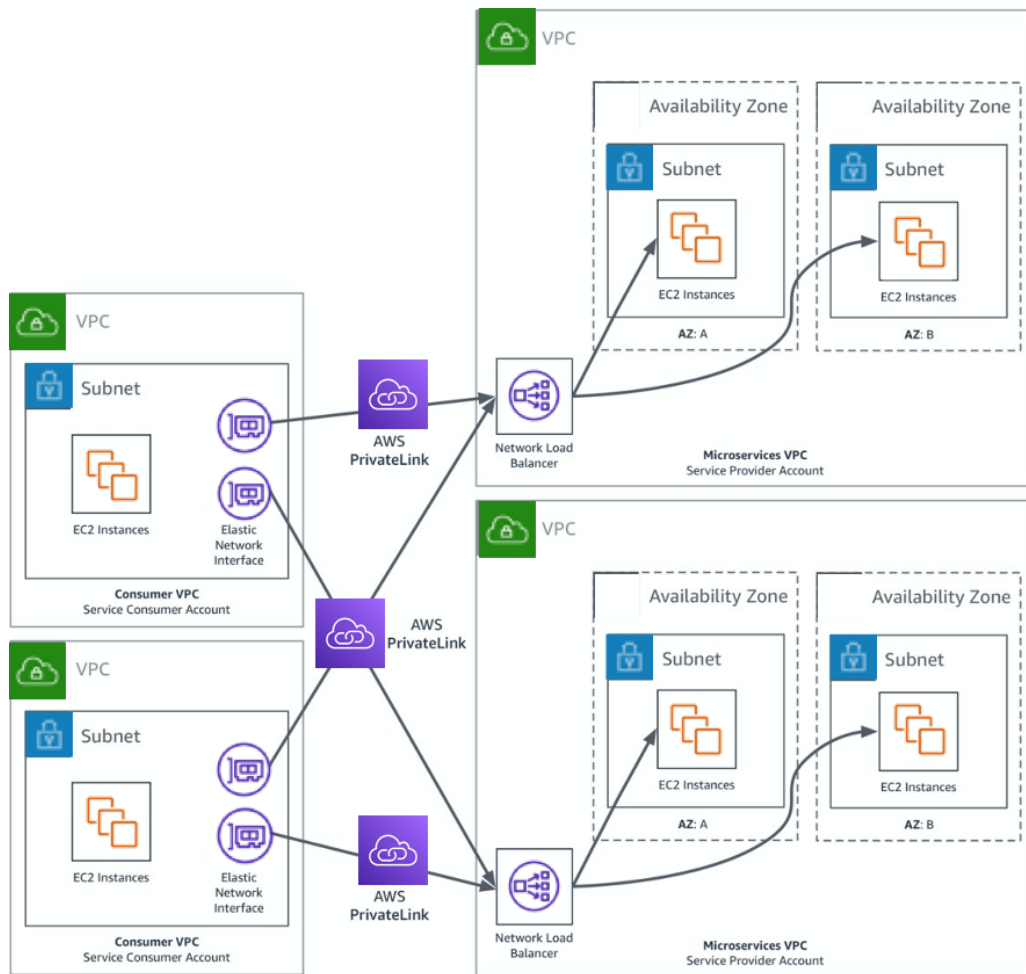 VPC
Availability Zone
Availability Zone
Subnet
Subnet
EC2 Instances
EC2 Instances
AZ: A
AZ: B
Network Load
Balancer
Microservices VPC
Service Provider Account
VPC
Subnet
EC2 Instances
Elastic
Network
Interface
Consumer VPC
Service Consumer Account
AWS
PrivateLink
AWS
PrivateLink
VPC
Availability Zone
Availability Zone
Subnet
Subnet
EC2 Instances
EC2 Instances
AZ: A
AZ: B
Network Load
Balancer
Microservices VPC
Service Provider Account
VPC
Subnet
EC2 Instances
Elastic
Network
Interface
Consumer VPC
Service Consumer Account
AWS
PrivateLink